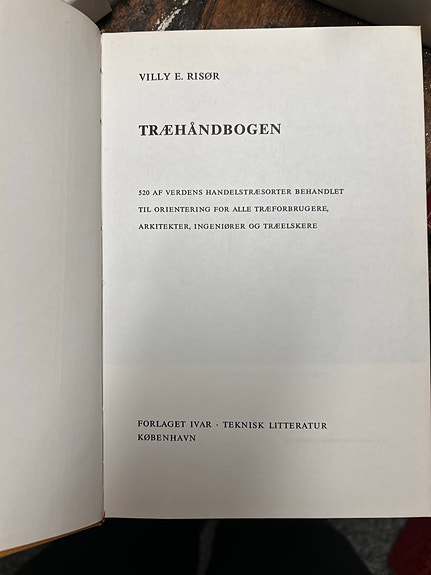 VILLY E. RISØR
TRÆHÅNDBOGEN
520 AF VERDENS HANDELSTRÆSORTER BEHANDLET
TIL ORIENTERING FOR ALLE TRÆFORBRUGERE,
ARKITEKTER, INGENIØRER OG TRÆELSKERE
FORLAGET IVAR · TEKNISK LITTERATUR
KØBENHAVN